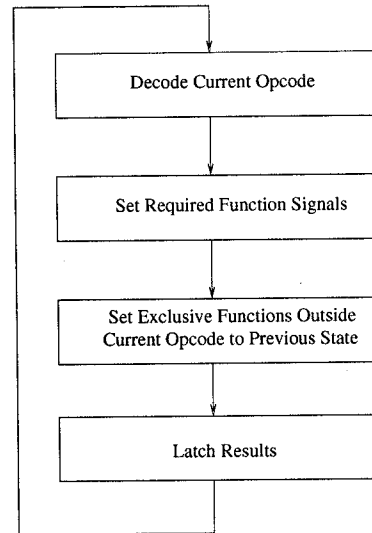 Decode Current Opcode
Set Required Function Signals
Set Exclusive Functions Outside
Current Opcode to Previous State
Latch Results